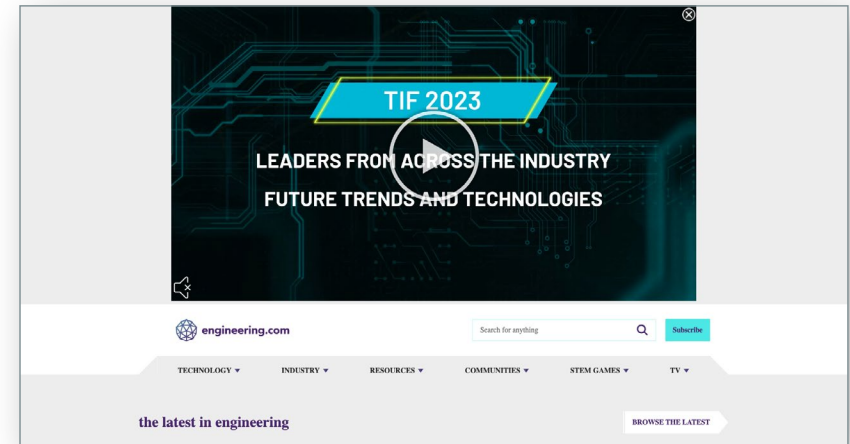 TIF 2023
LEADERS FROM ACROSS THE INDUSTRY
FUTURE TRENDS AND TECHNOLOGIES
engineering.com
Search for anything
Subscribe
TECHNOLOGY ▼ INDUSTRY ▼ RESOURCES ▼ COMMUNITIES ▼ STEM GAMES ▼ TV ▼
the latest in engineering
BROWSE THE LATEST